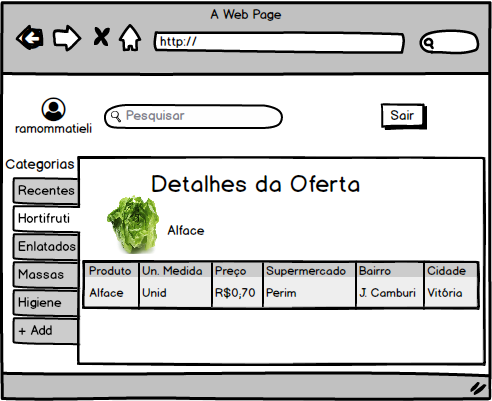 A Web Page
http://
ramommatieli
Pesquisar
Sair
Categorias
Recentes
Hortifruti
Enlatados
Massas
Higiene
+ Add
Detalhes da Oferta
Alface
Produto Un. Medida Preço Supermercado Bairro Cidade
Alface Unid R$0,70 Perim J. Camburi Vitória